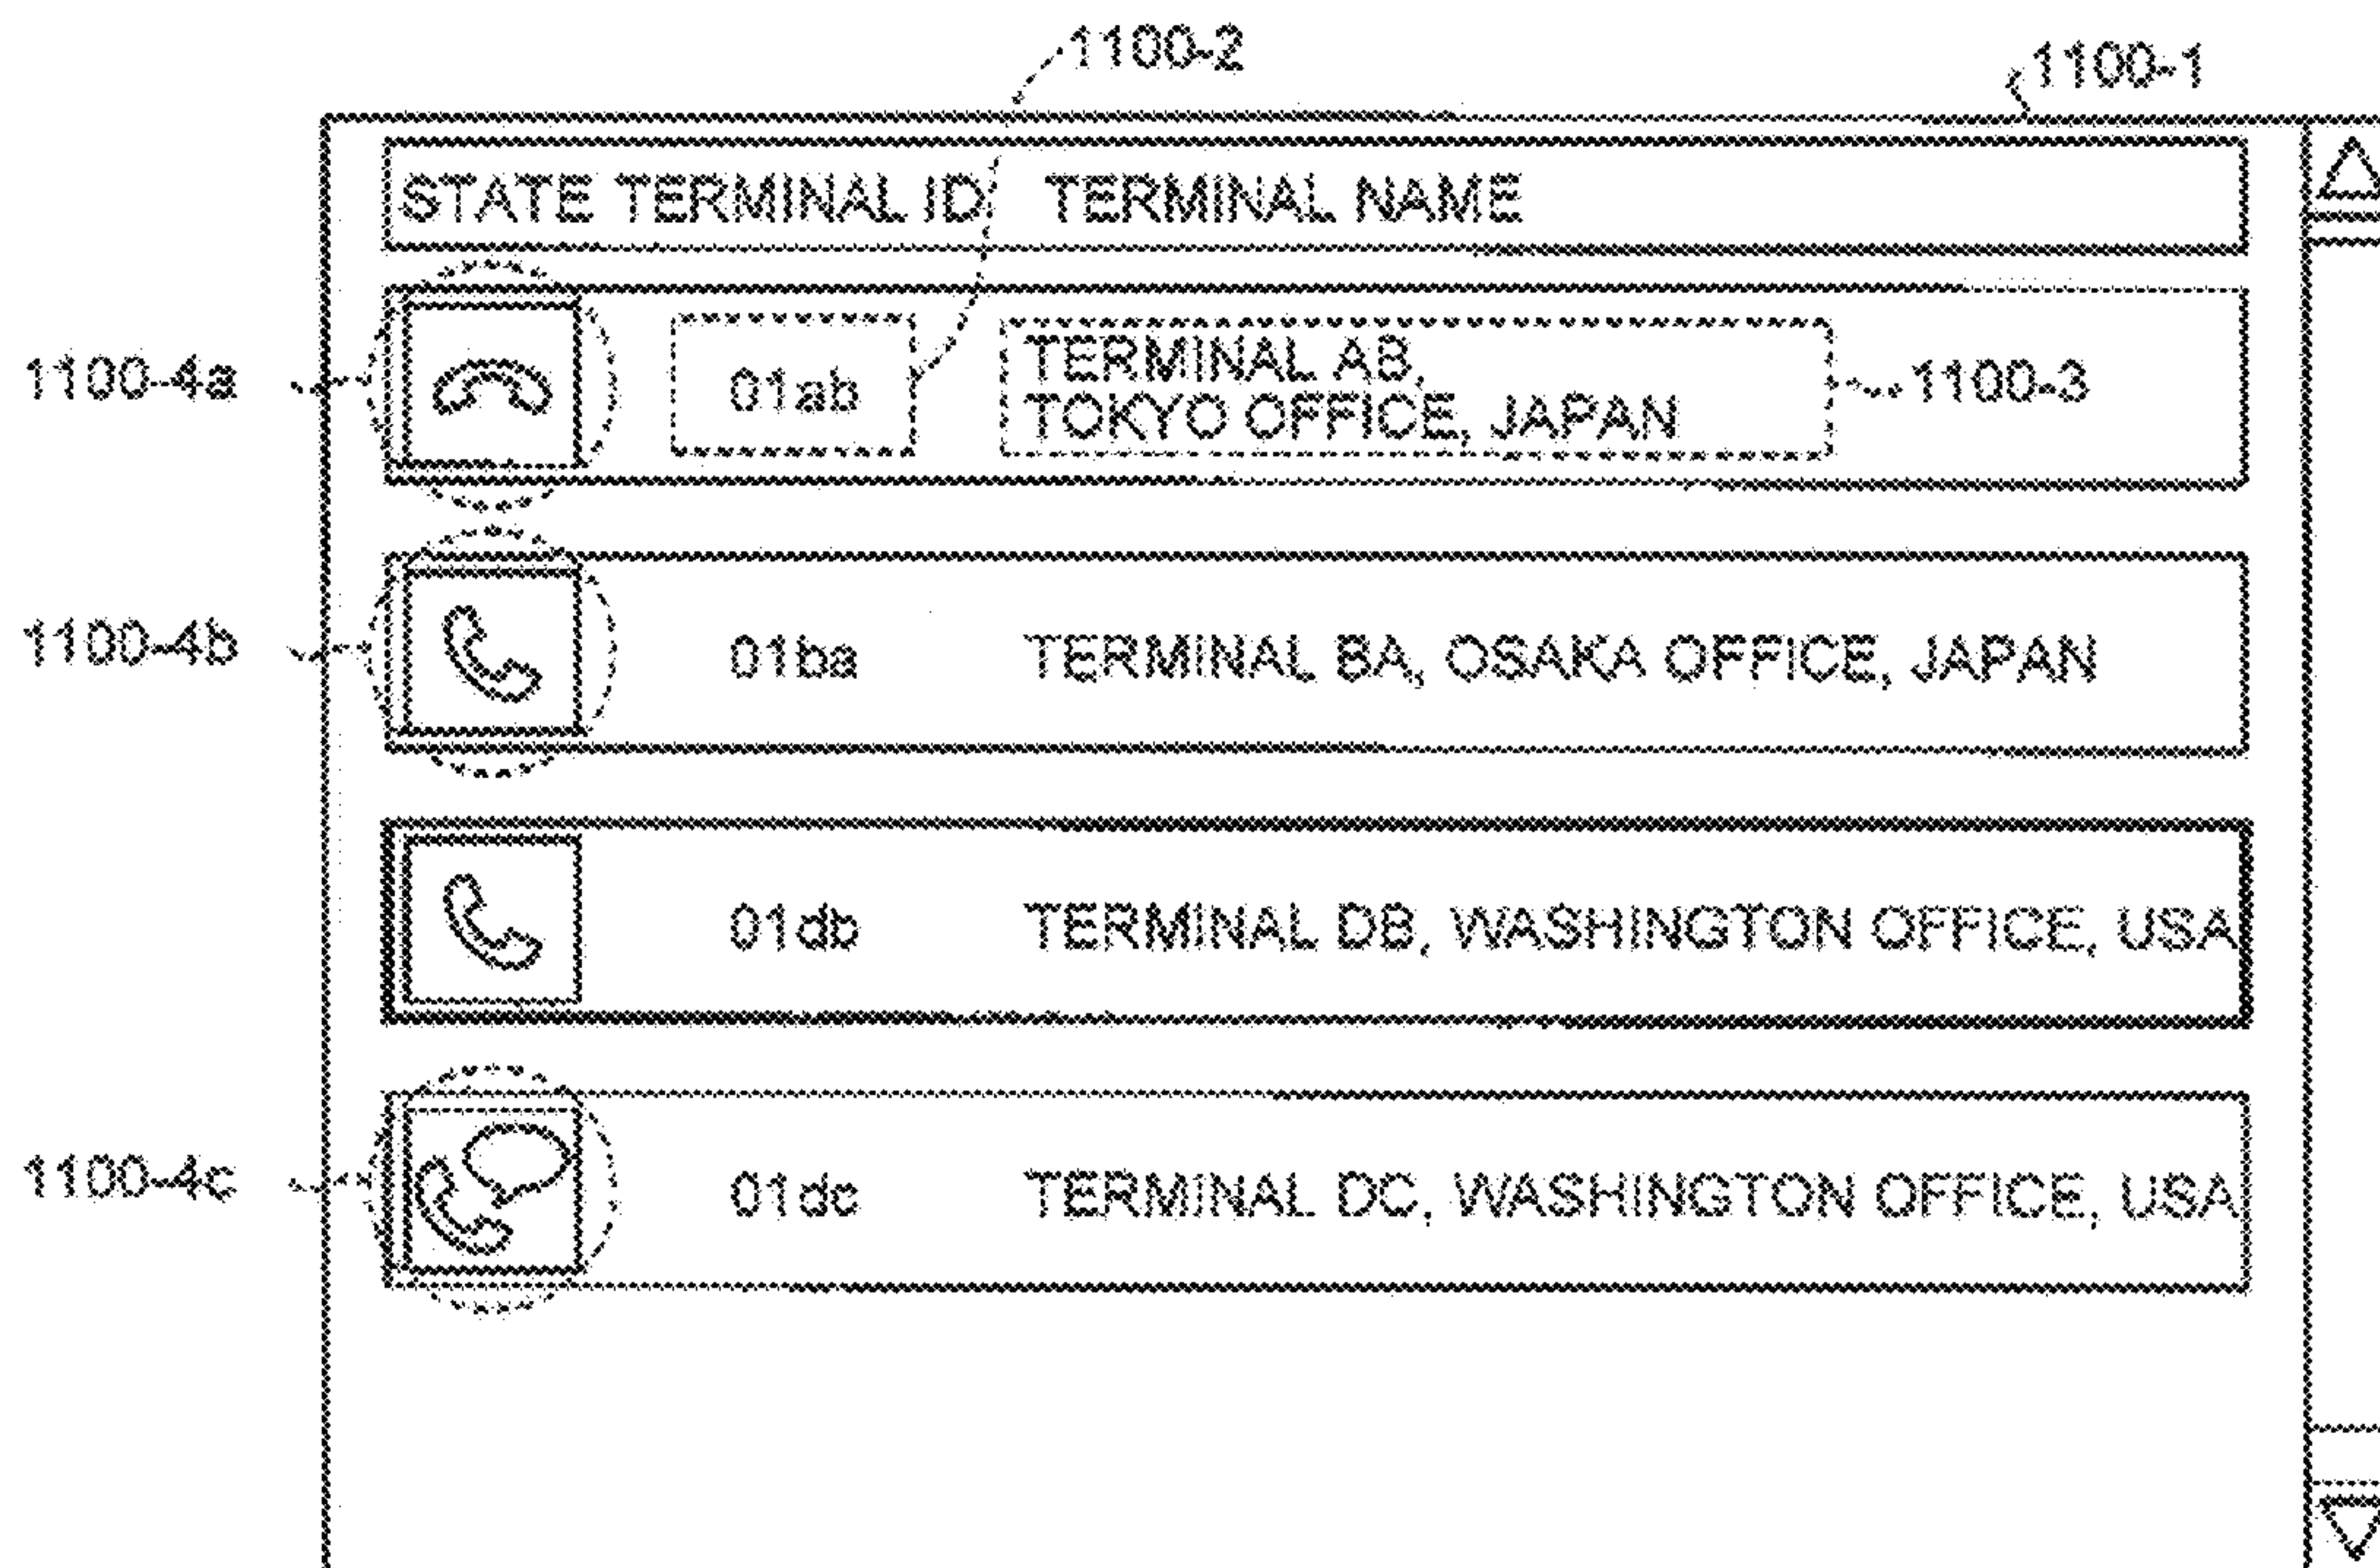 1100-2
1100-1
STATE TERMINAL ID TERMINAL NAME
1100-4a
01ab
TERMINAL AB,
TOKYO OFFICE, JAPAN
1100-3
1100-4b
01ba
TERMINAL BA, OSAKA OFFICE, JAPAN
01db
TERMINAL DB, WASHINGTON OFFICE, USA
1100-4c
01dc
TERMINAL DC, WASHINGTON OFFICE, USA